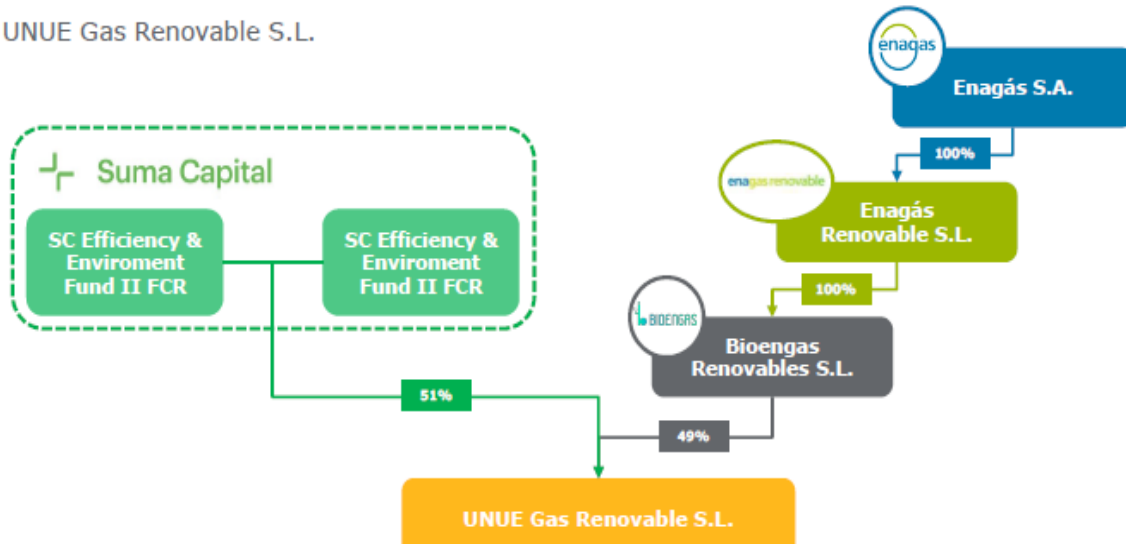 UNUE Gas Renovable S.L.
enagas
Enagás S.A.
100%
Suma Capital
enagas renovable
Enagás
Renovable S.L.
SC Efficiency &
Enviroment
Fund II FCR
SC Efficiency &
Enviroment
Fund II FCR
100%
BIOENGAS
Bioengas
Renovables S.L.
51%
49%
UNUE Gas Renovable S.L.